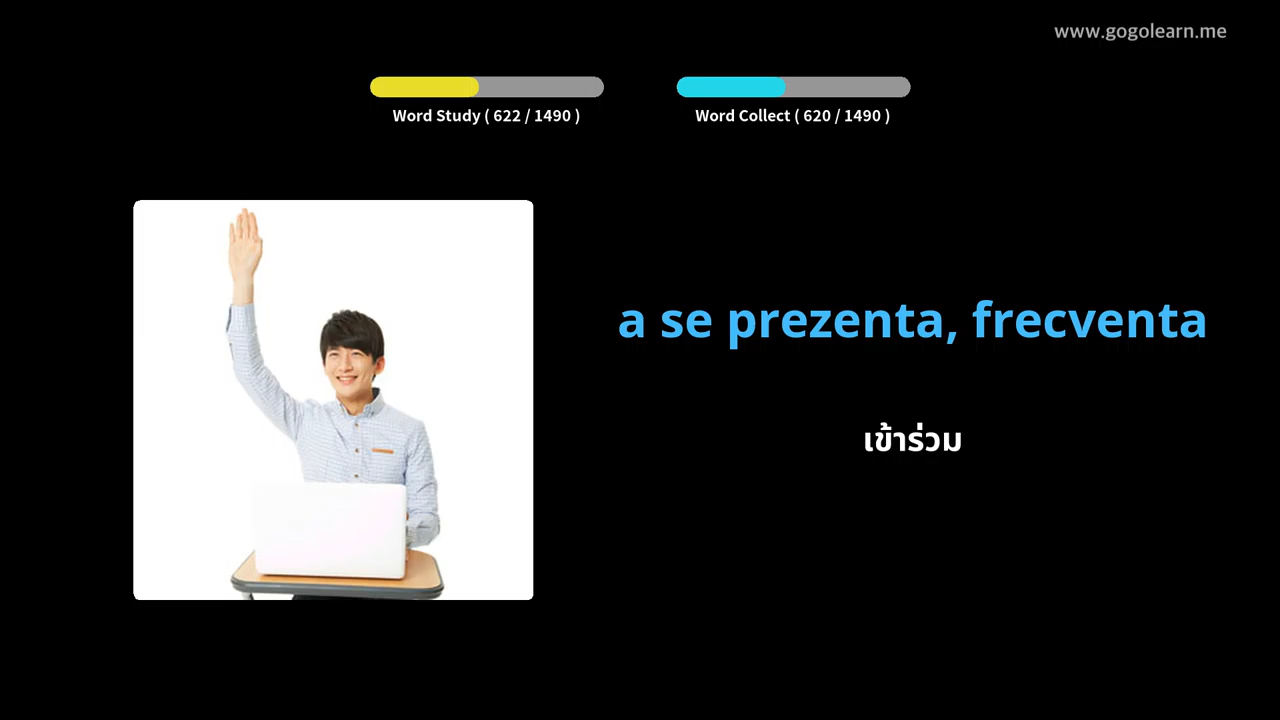 www.gogolearn.me
Word Study ( 622 / 1490 )
Word Collect ( 620 / 1490 )
a se prezenta, frecventa
เข้าร่วม